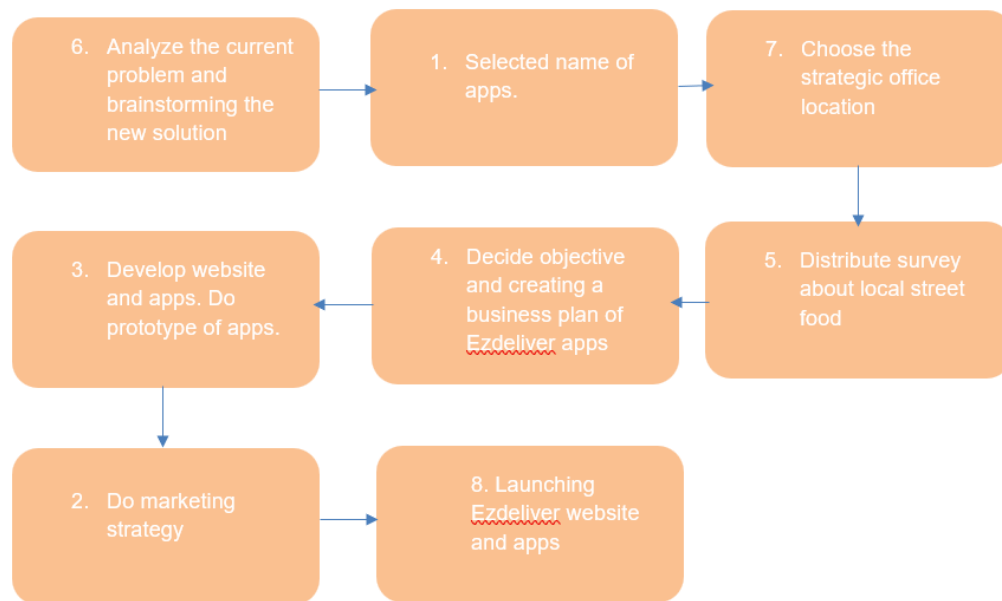 6. Analyze the current
problem and
brainstorming the
new solution
1. Selected name of
apps.
7. Choose the
strategic office
location
3. Develop website
and apps. Do
prototype of apps.
4. Decide objective
and creating a
business plan of
Ezdeliver apps
5. Distribute survey
about local street
food
2. Do marketing
strategy
8. Launching
Ezdeliver website
and apps